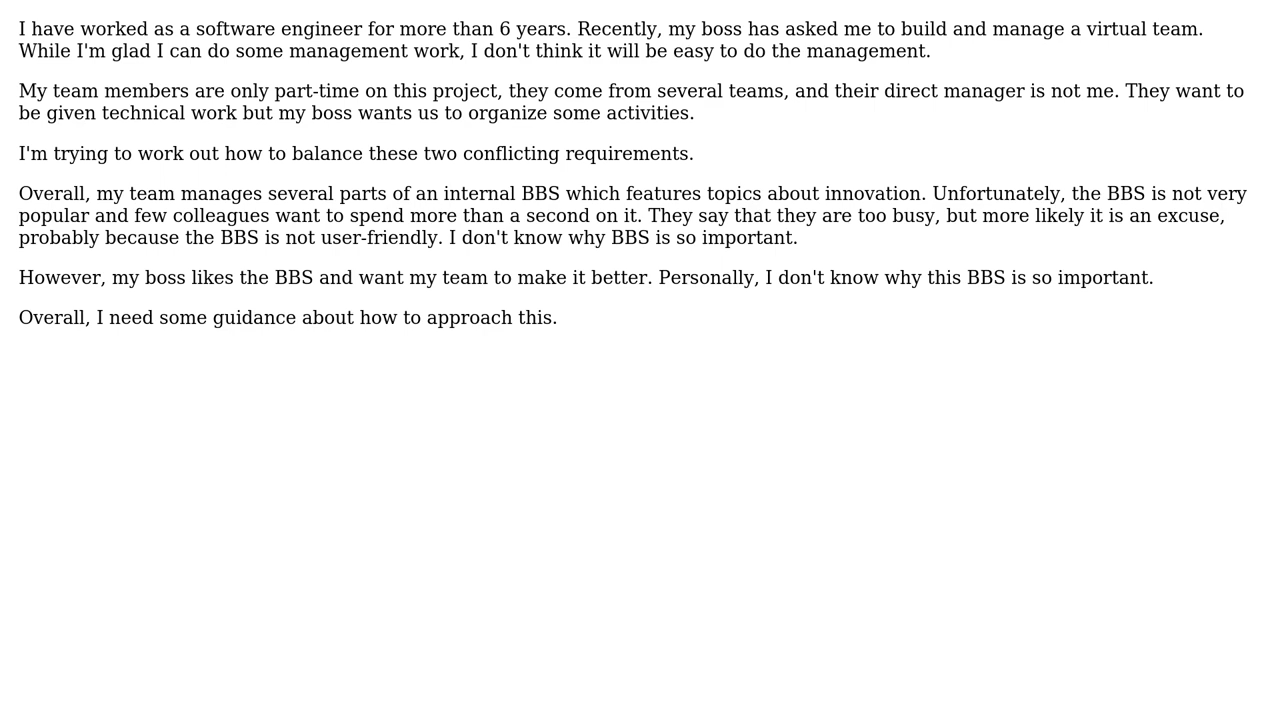 I have worked as a software engineer for more than 6 years. Recently, my boss has asked me to build and manage a virtual team.
While I'm glad I can do some management work, I don't think it will be easy to do the management.
My team members are only part-time on this project, they come from several teams, and their direct manager is not me. They want to
be given technical work but my boss wants us to organize some activities.
I'm trying to work out how to balance these two conflicting requirements.
Overall, my team manages several parts of an internal BBS which features topics about innovation. Unfortunately, the BBS is not very
popular and few colleagues want to spend more than a second on it. They say that they are too busy, but more likely it is an excuse,
probably because the BBS is not user-friendly. I don't know why BBS is so important.
However, my boss likes the BBS and want my team to make it better. Personally, I don't know why this BBS is so important.
Overall, I need some guidance about how to approach this.